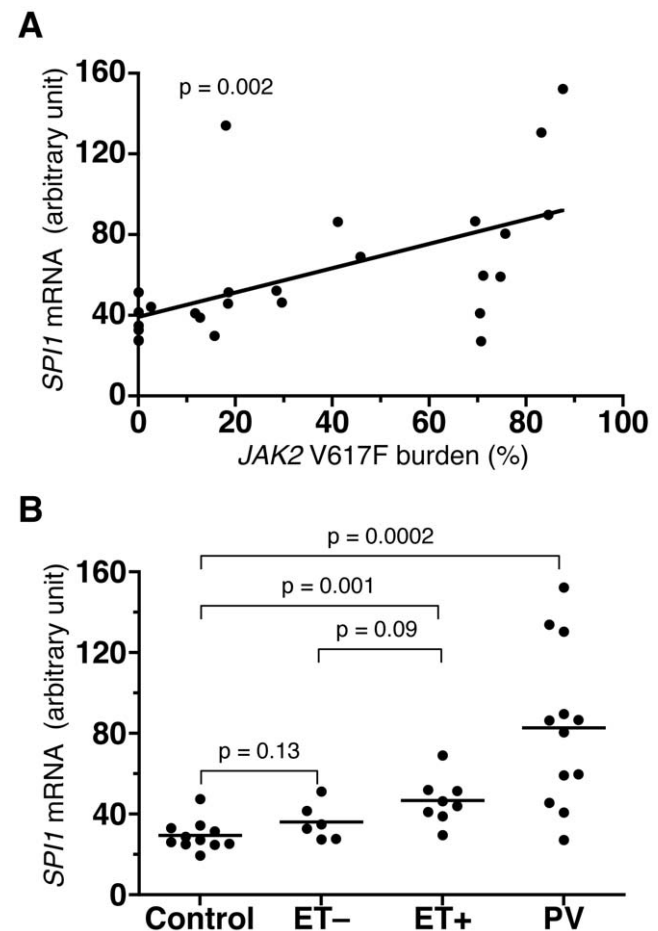 A
SPI1 mRNA (arbitrary unit)
160
120
80
40
0
p = 0.002
0 20 40 60 80 100
JAK2 V617F burden (%)
B
SPI1 mRNA (arbitrary unit)
160
120
80
40
0
p = 0.0002
p = 0.001
p = 0.09
p = 0.13
Control ET– ET+ PV